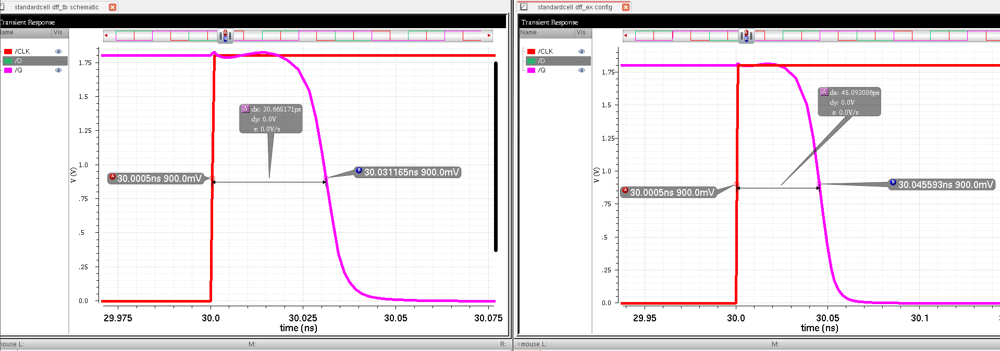 standardcell dff_tb schematic
Transient Response
Name Vis
/CLK
/D
/Q
1.75
1.5
1.25
1.0
.75
.5
.25
0.0
V (V)
dx: 30.665171ps
dy: 0.0V
s: 0.0V/s
A 30.0005ns 900.0mV
B 30.031165ns 900.0mV
29.975 30.0 30.025 30.05 30.075
time (ns)
mouse L: M: R:
standardcell dff_ex config
Transient Response
Name Vis
/CLK
/D
/Q
1.75
1.5
1.25
1.0
.75
.5
.25
0.0
V (V)
dx: 45.093006ps
dy: 0.0V
s: 0.0V/s
A 30.0005ns 900.0mV
B 30.045593ns 900.0mV
29.95 30.0 30.05 30.1
time (ns)
mouse L: M: